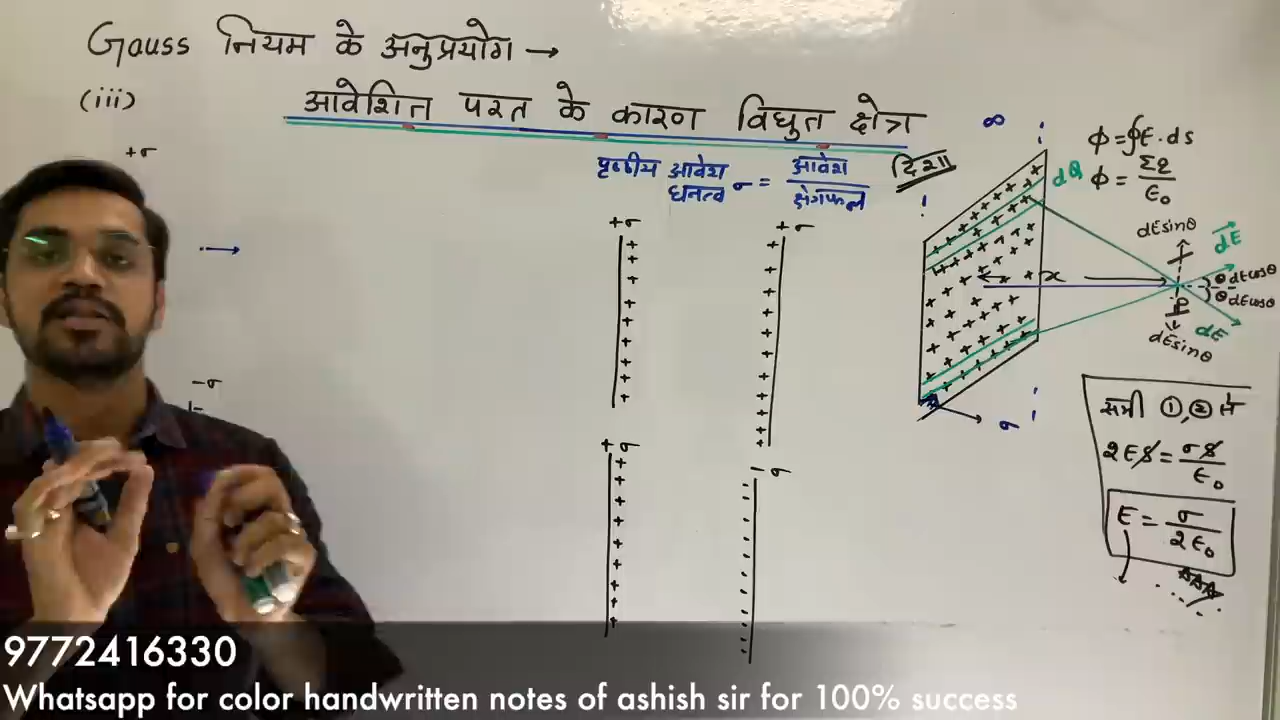 Gauss नियम के अनुप्रयोग →
(iii) आवेशित परत के कारण विद्युत क्षेत्र
+σ
-σ
पृष्ठीय आवेश घनत्व σ = आवेश / क्षेत्रफल
दिशा
+σ
+σ
+σ
-σ
∞
dQ
σ
x
P
ϕ = ∮E·ds
ϕ = Σq / ε₀
dEsinθ
dE
θ dEcosθ
θ dEcosθ
dE
dEsinθ
समी ①,② से
2ES = σS / ε₀
E = σ / 2ε₀
9772416330
Whatsapp for color handwritten notes of ashish sir for 100% success